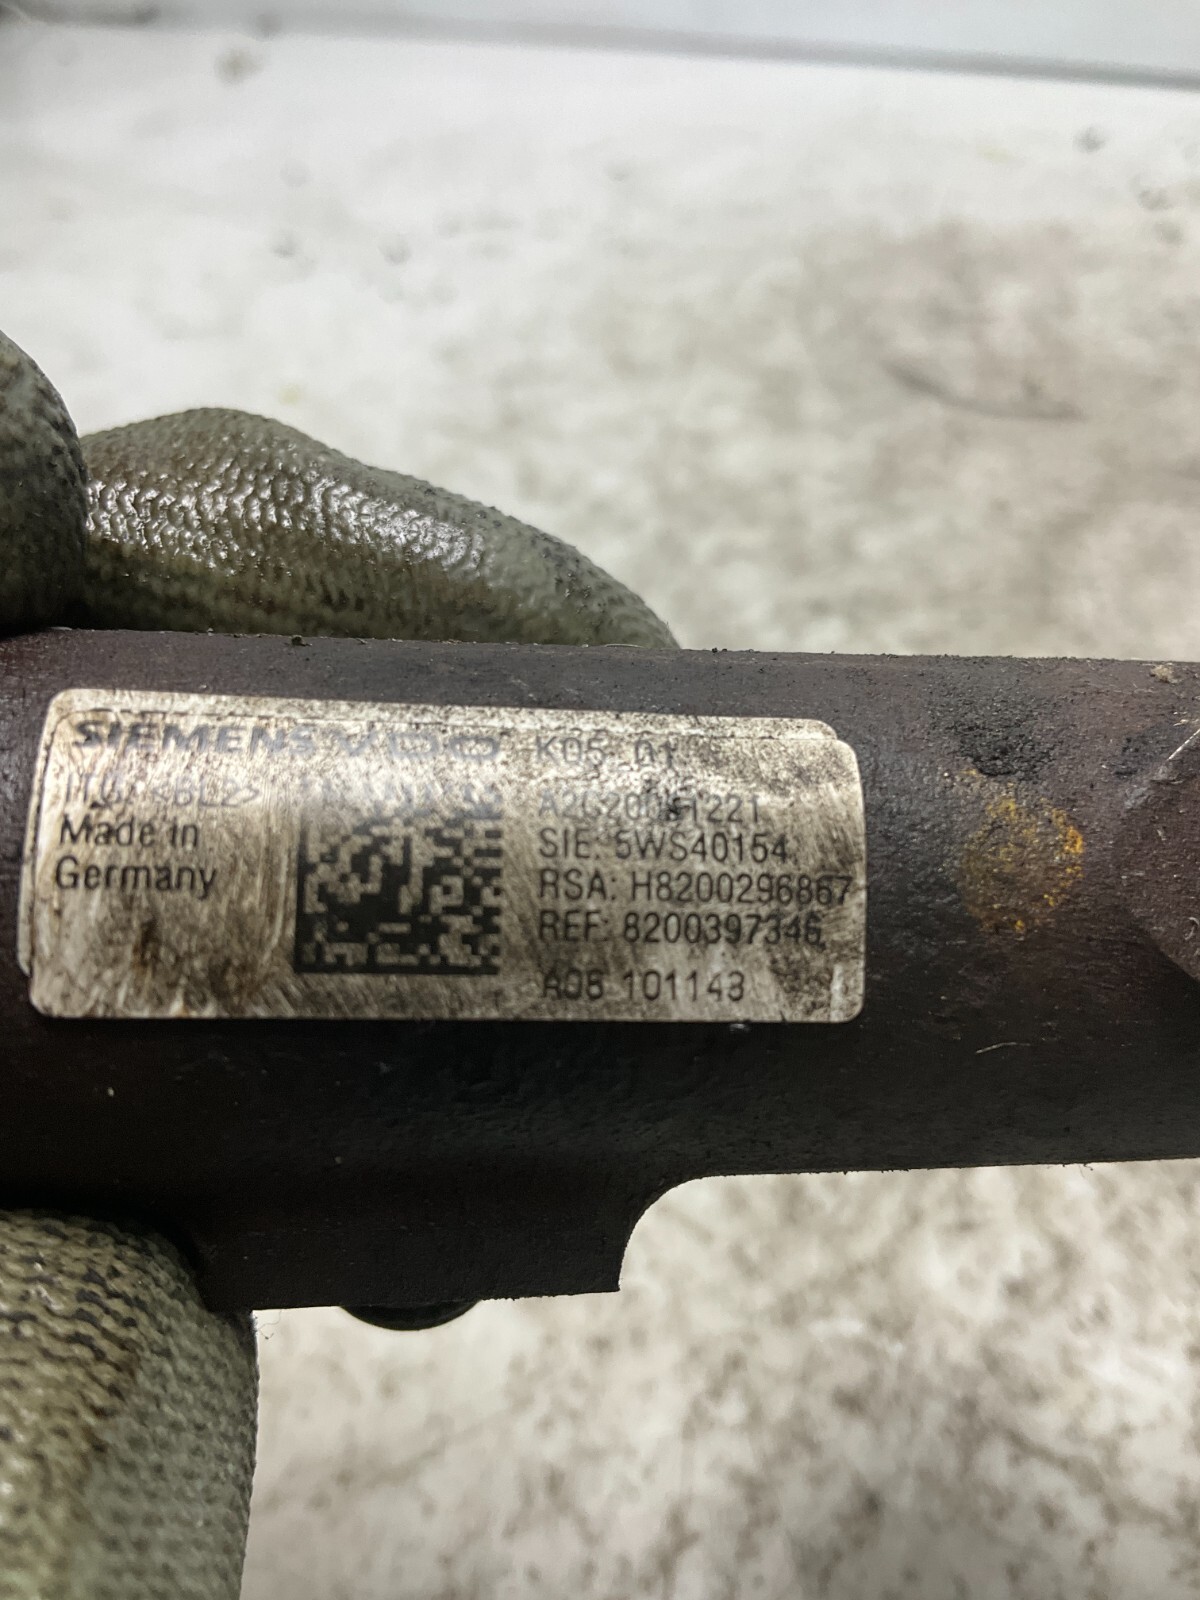 SIEMENS VDO
Made in
Germany
K05 01
SIE: 5WS40154
RSA: H8200296867
REF: 8200397346
A08 101143